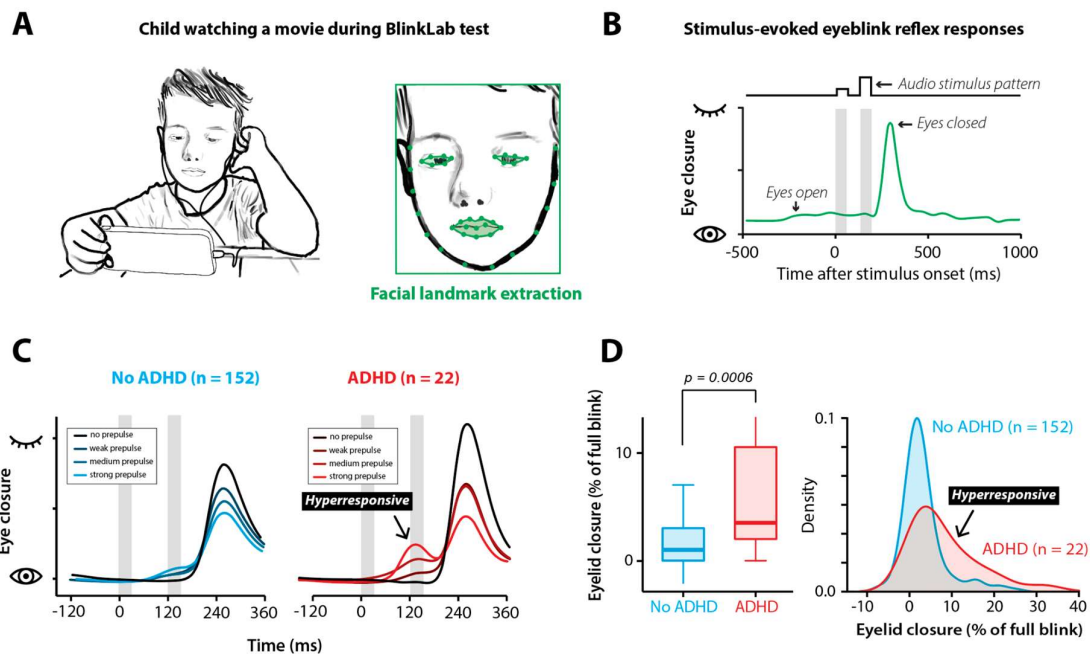 A
Child watching a movie during BlinkLab test
Facial landmark extraction
B
Stimulus-evoked eyeblink reflex responses
Audio stimulus pattern
Eyes closed
Eyes open
Eye closure
-500
0
500
1000
Time after stimulus onset (ms)
C
No ADHD (n = 152)
no prepulse
weak prepulse
medium prepulse
strong prepulse
Eye closure
-120
0
120
240
360
ADHD (n = 22)
no prepulse
weak prepulse
medium prepulse
strong prepulse
Hyperresponsive
-120
0
120
240
360
Time (ms)
D
p = 0.0006
Eyelid closure (% of full blink)
10
0
No ADHD
ADHD
0.1
Density
0.0
No ADHD (n = 152)
Hyperresponsive
ADHD (n = 22)
-10
0
10
20
30
40
Eyelid closure (% of full blink)